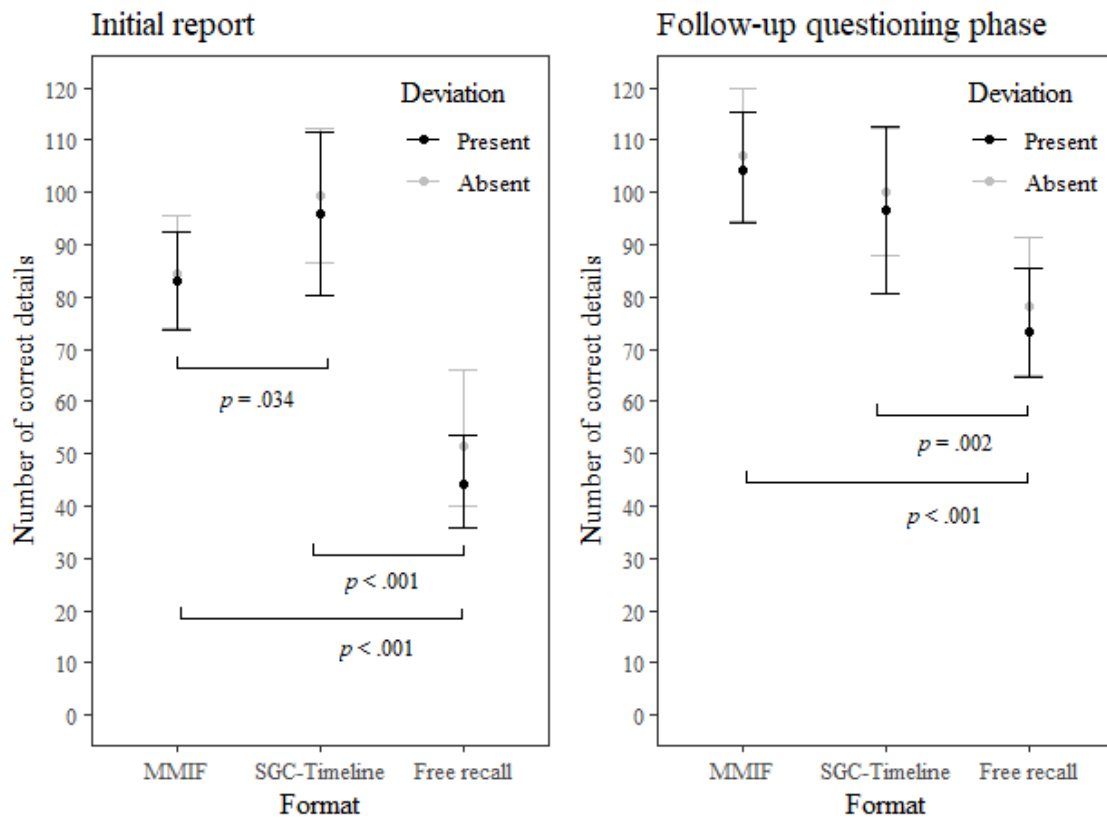 Initial report
Number of correct details
120
110
100
90
80
70
60
50
40
30
20
10
0
Deviation
Present
Absent
p = .034
p < .001
p < .001
MMIF
SGC-Timeline
Free recall
Format
Follow-up questioning phase
Number of correct details
120
110
100
90
80
70
60
50
40
30
20
10
0
Deviation
Present
Absent
p = .002
p < .001
MMIF
SGC-Timeline
Free recall
Format